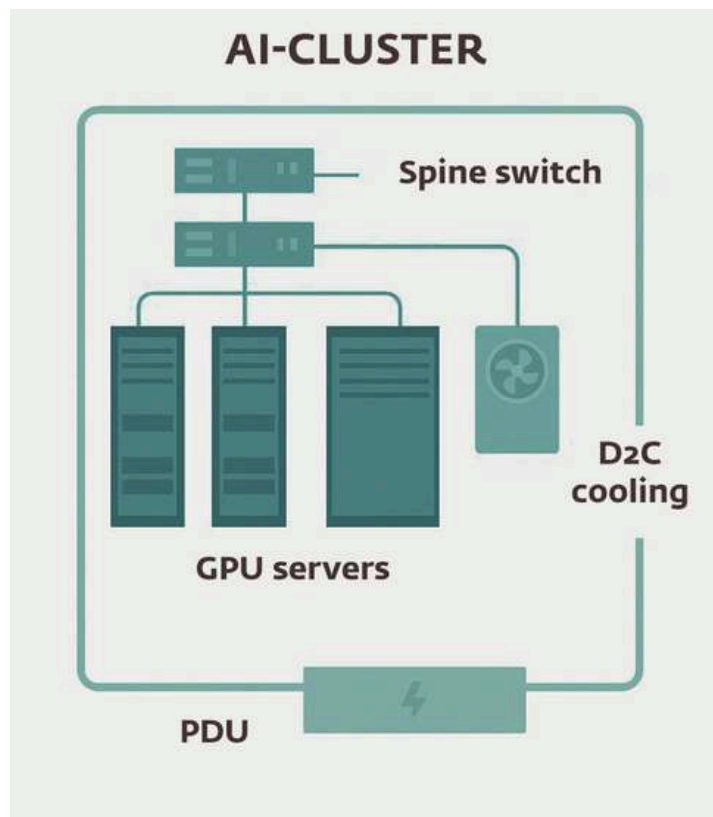 AI-CLUSTER
Spine switch
D2C
cooling
GPU servers
PDU